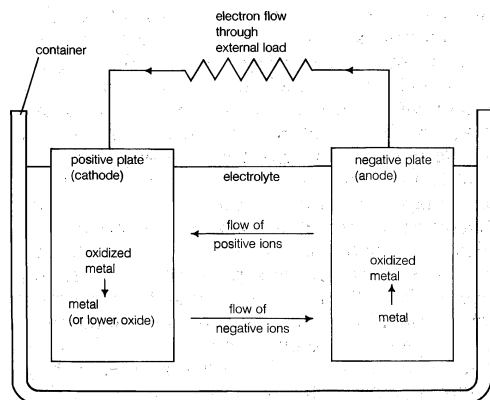 electron flow
through
external load
container
positive plate
(cathode)
negative plate
(anode)
electrolyte
flow of
positive ions
oxidized
metal
metal
(or lower oxide)
flow of
negative ions
oxidized
metal
metal